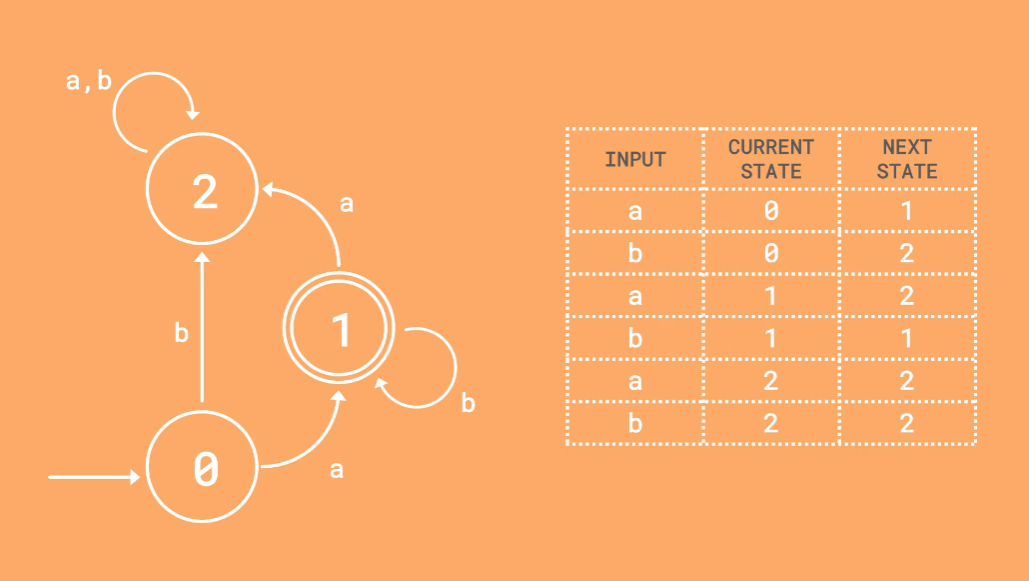 a,b
2
a
1
b
b
0
a
INPUT CURRENT STATE NEXT STATE
a 0 1
b 0 2
a 1 2
b 1 1
a 2 2
b 2 2